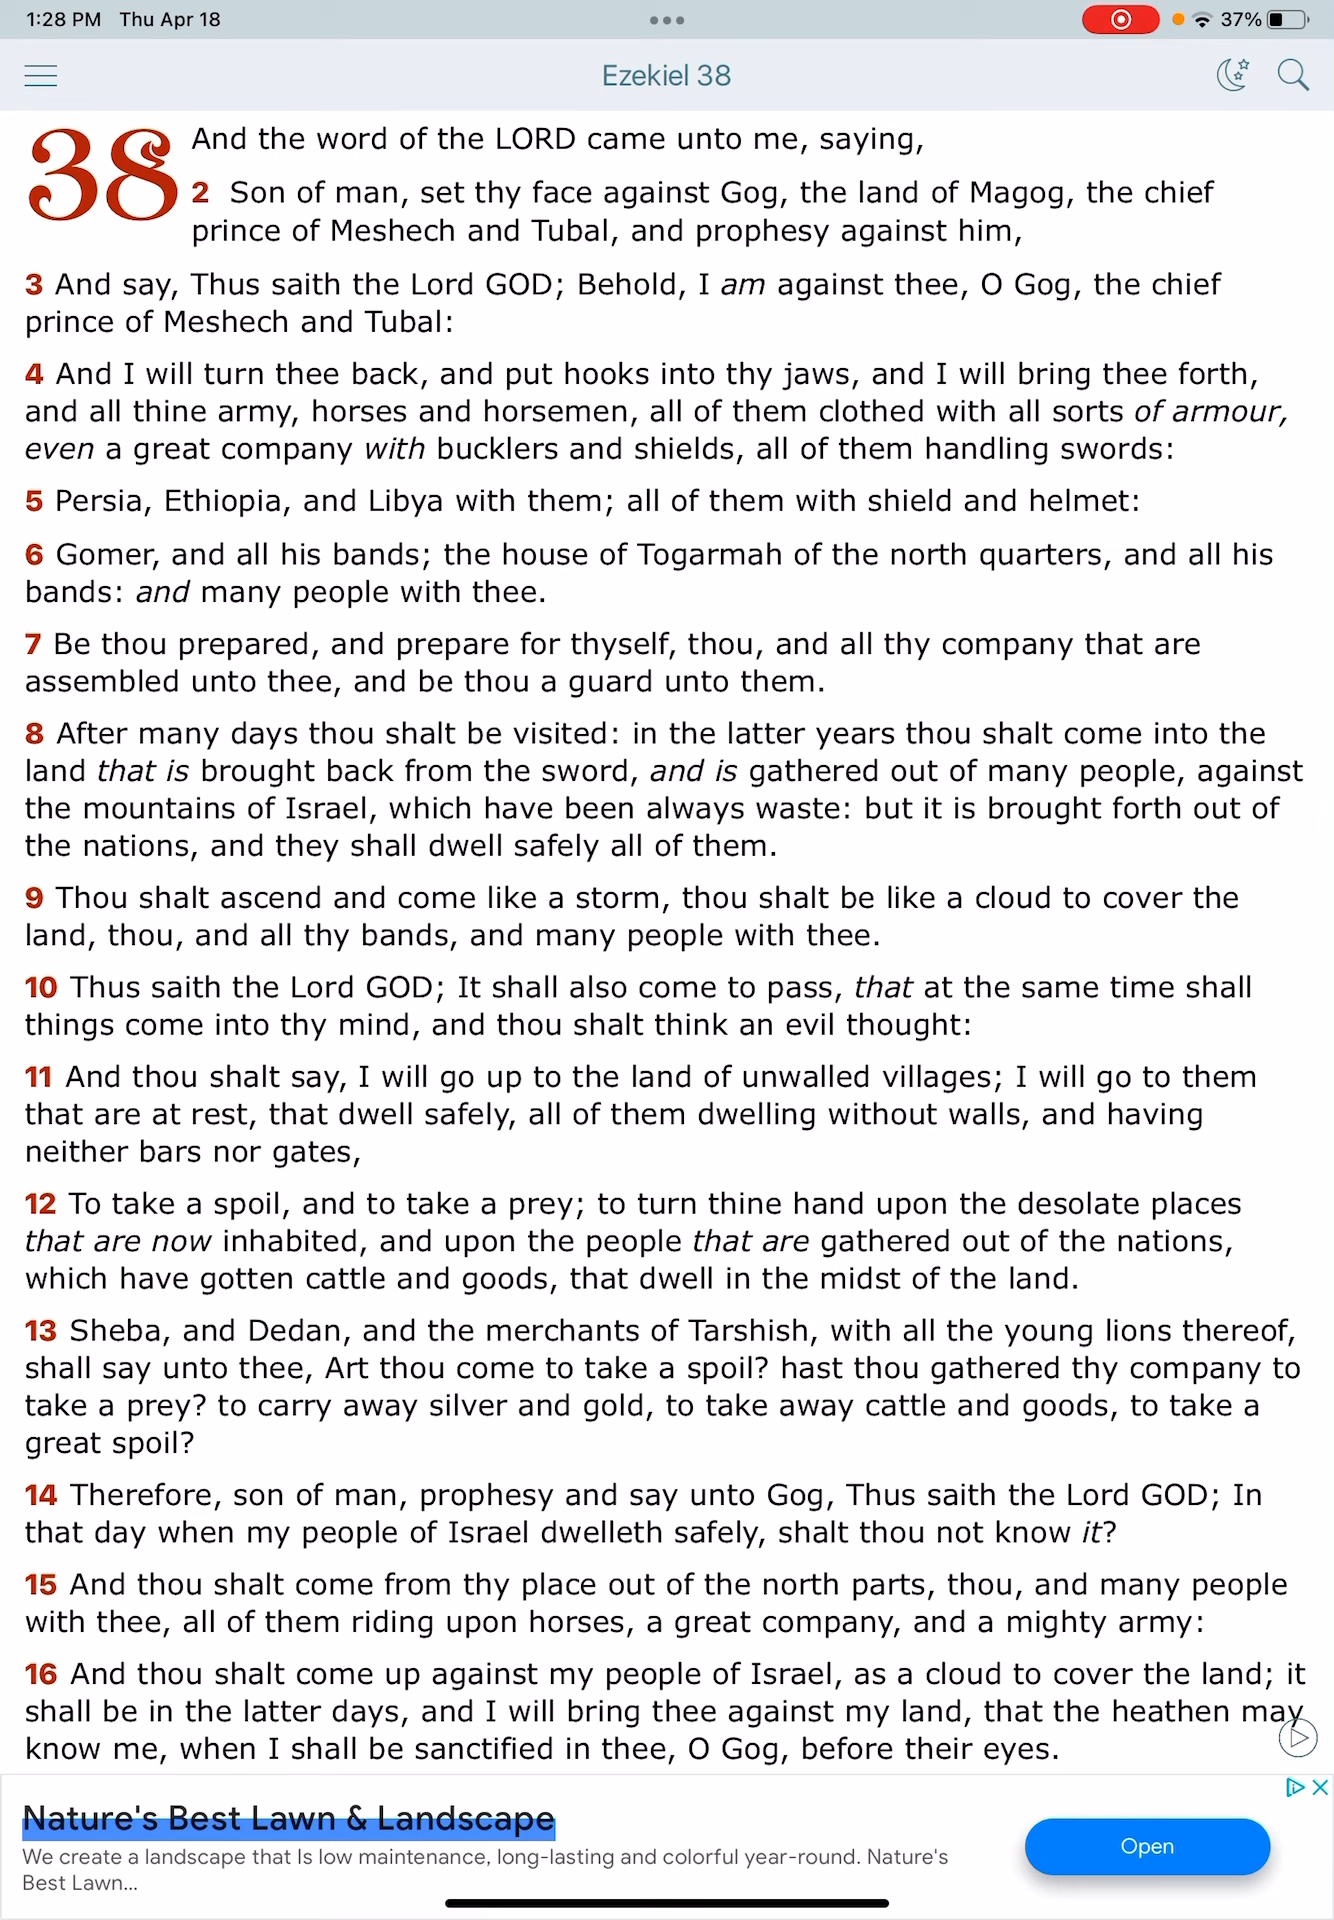 1:28 PM Thu Apr 18
37%
Ezekiel 38
38 And the word of the LORD came unto me, saying,
2 Son of man, set thy face against Gog, the land of Magog, the chief
prince of Meshech and Tubal, and prophesy against him,
3 And say, Thus saith the Lord GOD; Behold, I am against thee, O Gog, the chief
prince of Meshech and Tubal:
4 And I will turn thee back, and put hooks into thy jaws, and I will bring thee forth,
and all thine army, horses and horsemen, all of them clothed with all sorts of armour,
even a great company with bucklers and shields, all of them handling swords:
5 Persia, Ethiopia, and Libya with them; all of them with shield and helmet:
6 Gomer, and all his bands; the house of Togarmah of the north quarters, and all his
bands: and many people with thee.
7 Be thou prepared, and prepare for thyself, thou, and all thy company that are
assembled unto thee, and be thou a guard unto them.
8 After many days thou shalt be visited: in the latter years thou shalt come into the
land that is brought back from the sword, and is gathered out of many people, against
the mountains of Israel, which have been always waste: but it is brought forth out of
the nations, and they shall dwell safely all of them.
9 Thou shalt ascend and come like a storm, thou shalt be like a cloud to cover the
land, thou, and all thy bands, and many people with thee.
10 Thus saith the Lord GOD; It shall also come to pass, that at the same time shall
things come into thy mind, and thou shalt think an evil thought:
11 And thou shalt say, I will go up to the land of unwalled villages; I will go to them
that are at rest, that dwell safely, all of them dwelling without walls, and having
neither bars nor gates,
12 To take a spoil, and to take a prey; to turn thine hand upon the desolate places
that are now inhabited, and upon the people that are gathered out of the nations,
which have gotten cattle and goods, that dwell in the midst of the land.
13 Sheba, and Dedan, and the merchants of Tarshish, with all the young lions thereof,
shall say unto thee, Art thou come to take a spoil? hast thou gathered thy company to
take a prey? to carry away silver and gold, to take away cattle and goods, to take a
great spoil?
14 Therefore, son of man, prophesy and say unto Gog, Thus saith the Lord GOD; In
that day when my people of Israel dwelleth safely, shalt thou not know it?
15 And thou shalt come from thy place out of the north parts, thou, and many people
with thee, all of them riding upon horses, a great company, and a mighty army:
16 And thou shalt come up against my people of Israel, as a cloud to cover the land; it
shall be in the latter days, and I will bring thee against my land, that the heathen may
know me, when I shall be sanctified in thee, O Gog, before their eyes.
Nature's Best Lawn & Landscape
We create a landscape that Is low maintenance, long-lasting and colorful year-round. Nature's
Best Lawn...
Open